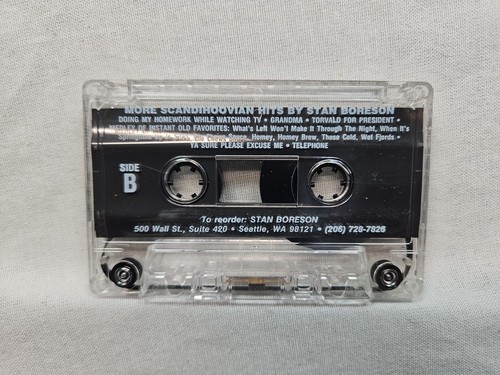 MORE SCANDIHOOVIAN HITS BY STAN BORESON
DOING MY HOMEWORK WHILE WATCHING TV • GRANDMA • TORVALD FOR PRESIDENT •
MEDLEY OF INSTANT OLD FAVORITES: What's Left Won't Make It Through The Night, When It's
Springtime Homey, Homey Brew, These Cold, Wet Fjords •
YA SURE PLEASE EXCUSE ME • TELEPHONE
SIDE
B
To reorder: STAN BORESON
500 Wall St., Suite 420 • Seattle, WA 98121 • (206) 728-7826